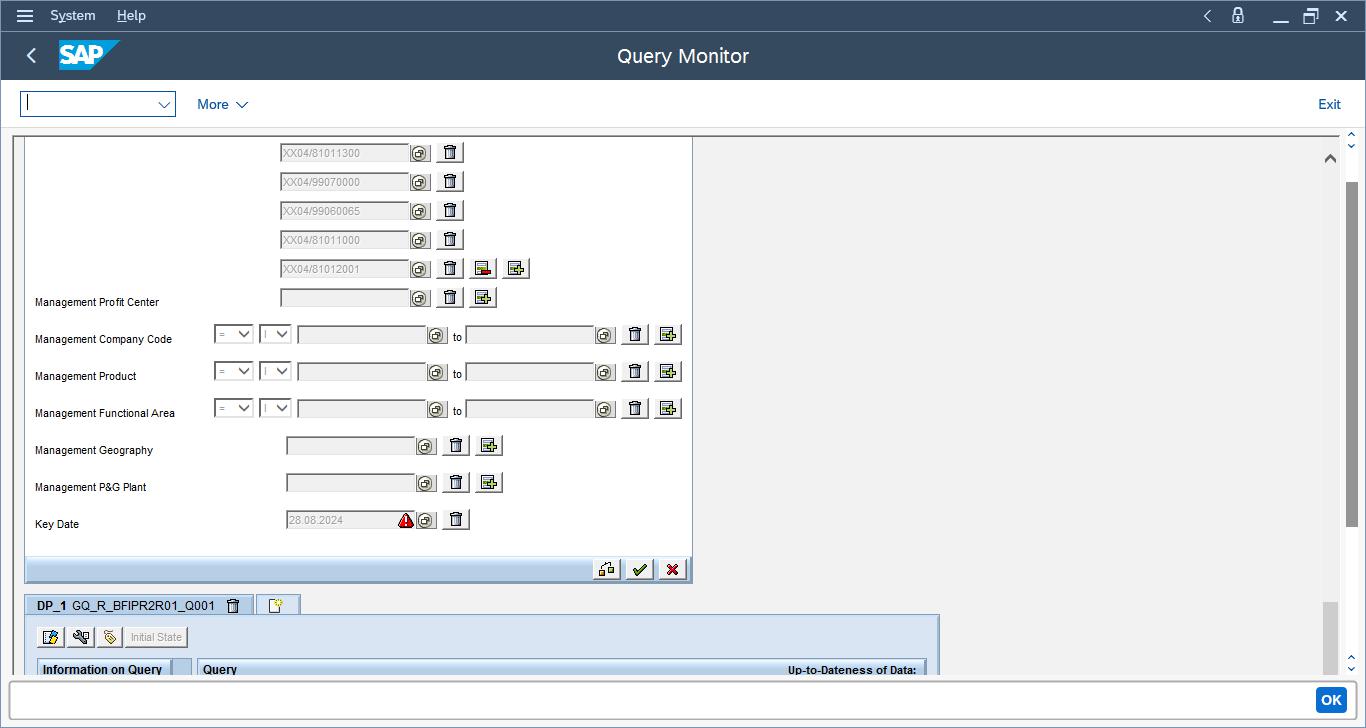 System Help
SAP
Query Monitor
More
Exit
XX04/81011300
XX04/99070000
XX04/99060065
XX04/81011000
XX04/81012001
Management Profit Center
Management Company Code = I to
Management Product = I to
Management Functional Area = I to
Management Geography
Management P&G Plant
Key Date 28.08.2024
DP_1 GQ_R_BFIPR2R01_Q001
Initial State
Information on Query Query Up-to-Dateness of Data:
OK